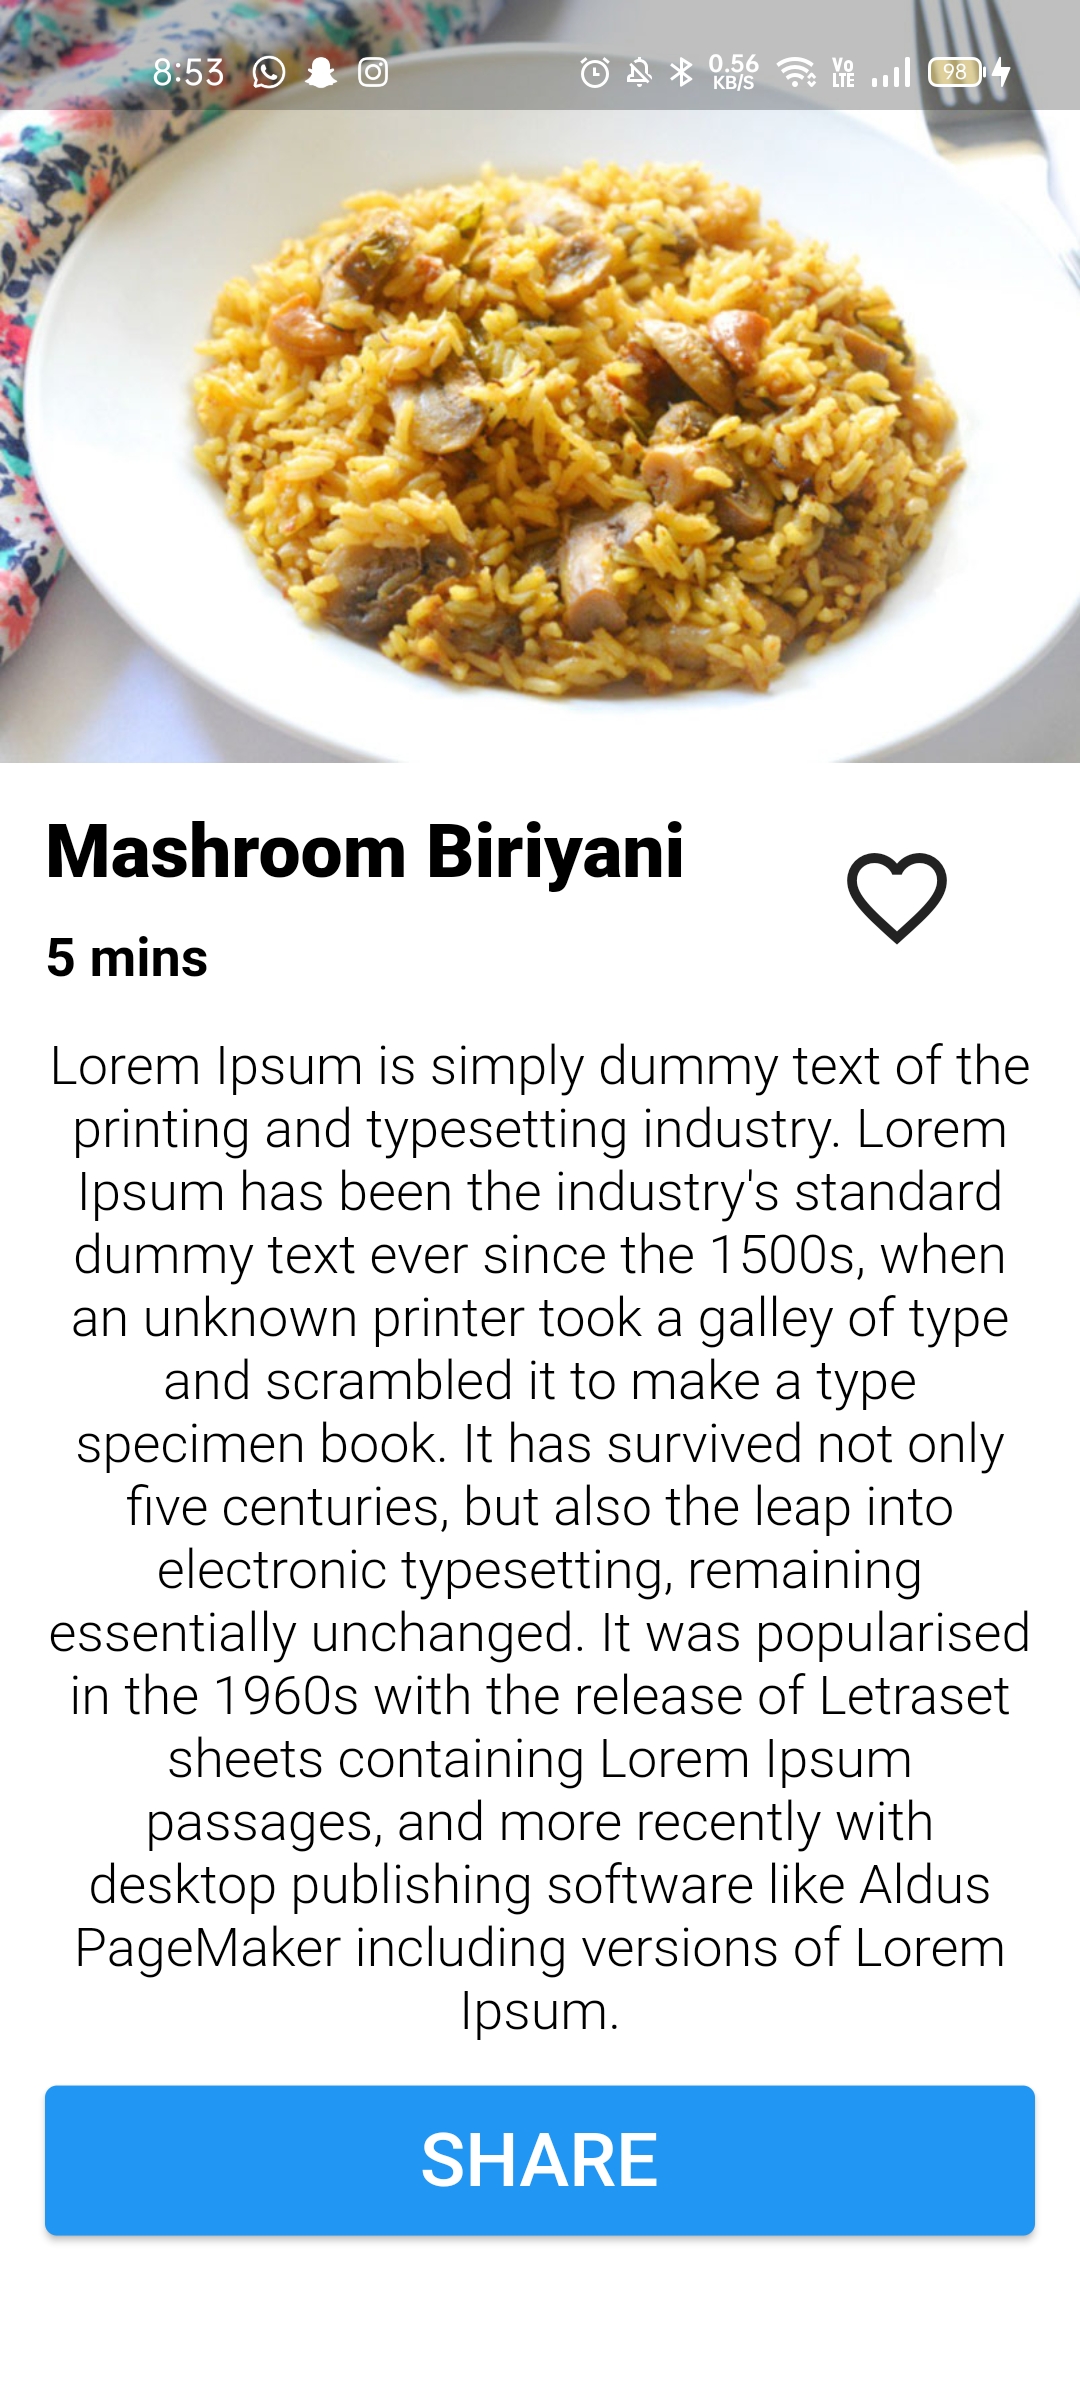 8:53 0.56 KB/S Vo LTE 98
Mashroom Biriyani
5 mins
Lorem Ipsum is simply dummy text of the
printing and typesetting industry. Lorem
Ipsum has been the industry's standard
dummy text ever since the 1500s, when
an unknown printer took a galley of type
and scrambled it to make a type
specimen book. It has survived not only
five centuries, but also the leap into
electronic typesetting, remaining
essentially unchanged. It was popularised
in the 1960s with the release of Letraset
sheets containing Lorem Ipsum
passages, and more recently with
desktop publishing software like Aldus
PageMaker including versions of Lorem
Ipsum.
SHARE